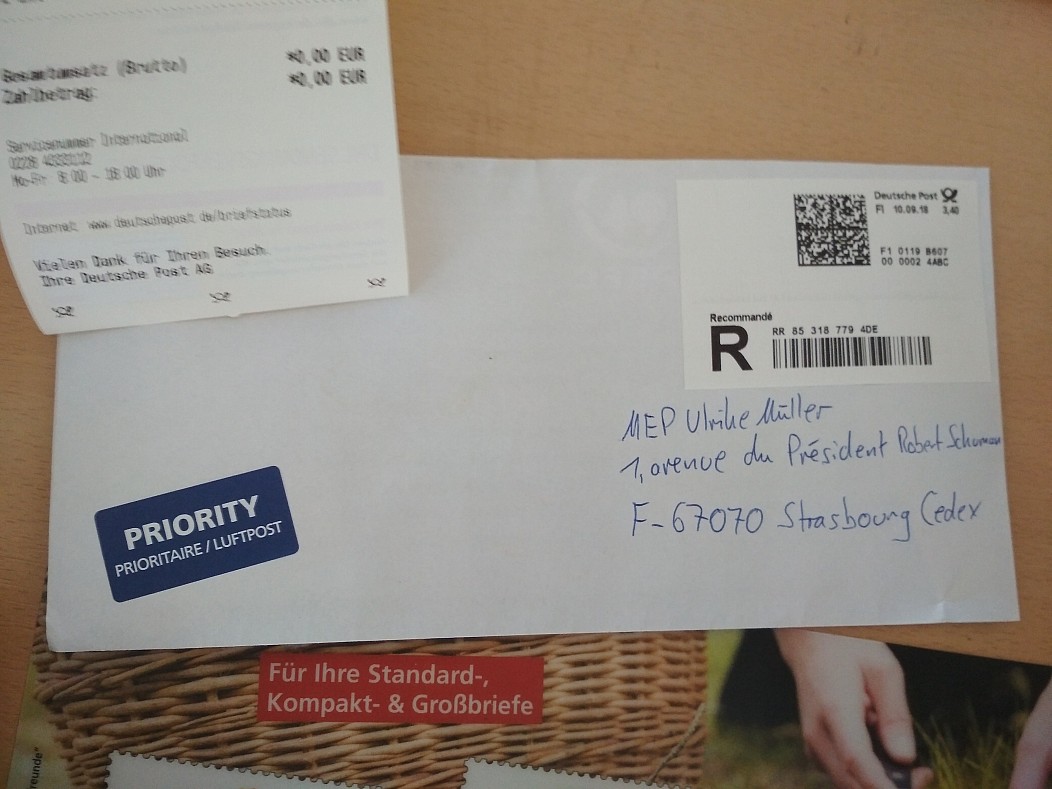 Gesamtumsatz (Brutto) *0,00 EUR
Zahlbetrag *0,00 EUR
Servicenummer International
Mo-Fr 8:00 - 18:00 Uhr
Internet: www.deutschepost.de/briefstatus
Vielen Dank für Ihren Besuch.
Ihre Deutsche Post AG
Deutsche Post
FI 10.09.18 3,40
F1 0119 B607
00 0002 4ABC
Recommandé
R
RR 85 318 779 4DE
MEP Ulrike Müller
1, avenue du Président Robert Schuman
F-67070 Strasbourg Cedex
PRIORITY
PRIORITAIRE / LUFTPOST
Für Ihre Standard-,
Kompakt- & Großbriefe